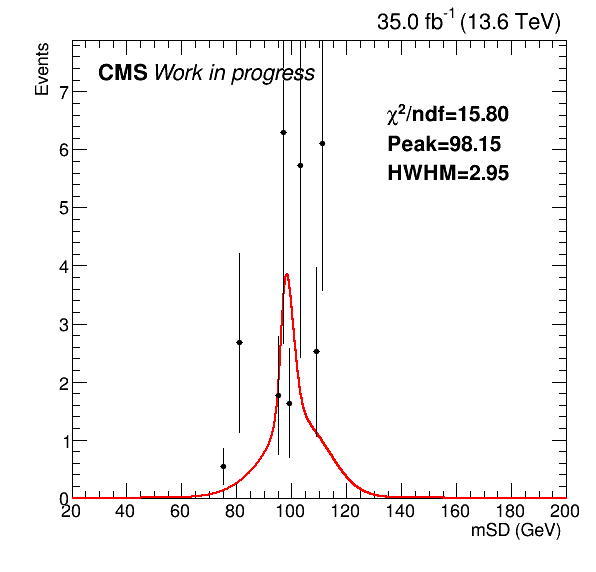 35.0 fb⁻¹ (13.6 TeV)
Events
CMS Work in progress
χ²/ndf=15.80
Peak=98.15
HWHM=2.95
7
6
5
4
3
2
1
0
20 40 60 80 100 120 140 160 180 200
mSD (GeV)